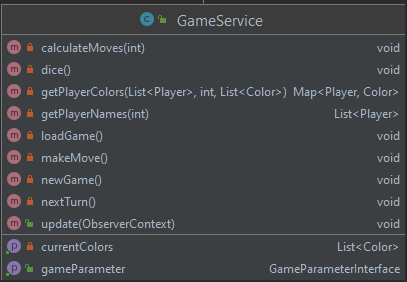 C GameService
m calculateMoves(int) void
m dice() void
m getPlayerColors(List<Player>, int, List<Color>) Map<Player, Color>
m getPlayerNames(int) List<Player>
m loadGame() void
m makeMove() void
m newGame() void
m nextTurn() void
m update(ObserverContext) void
p currentColors List<Color>
p gameParameter GameParameterInterface